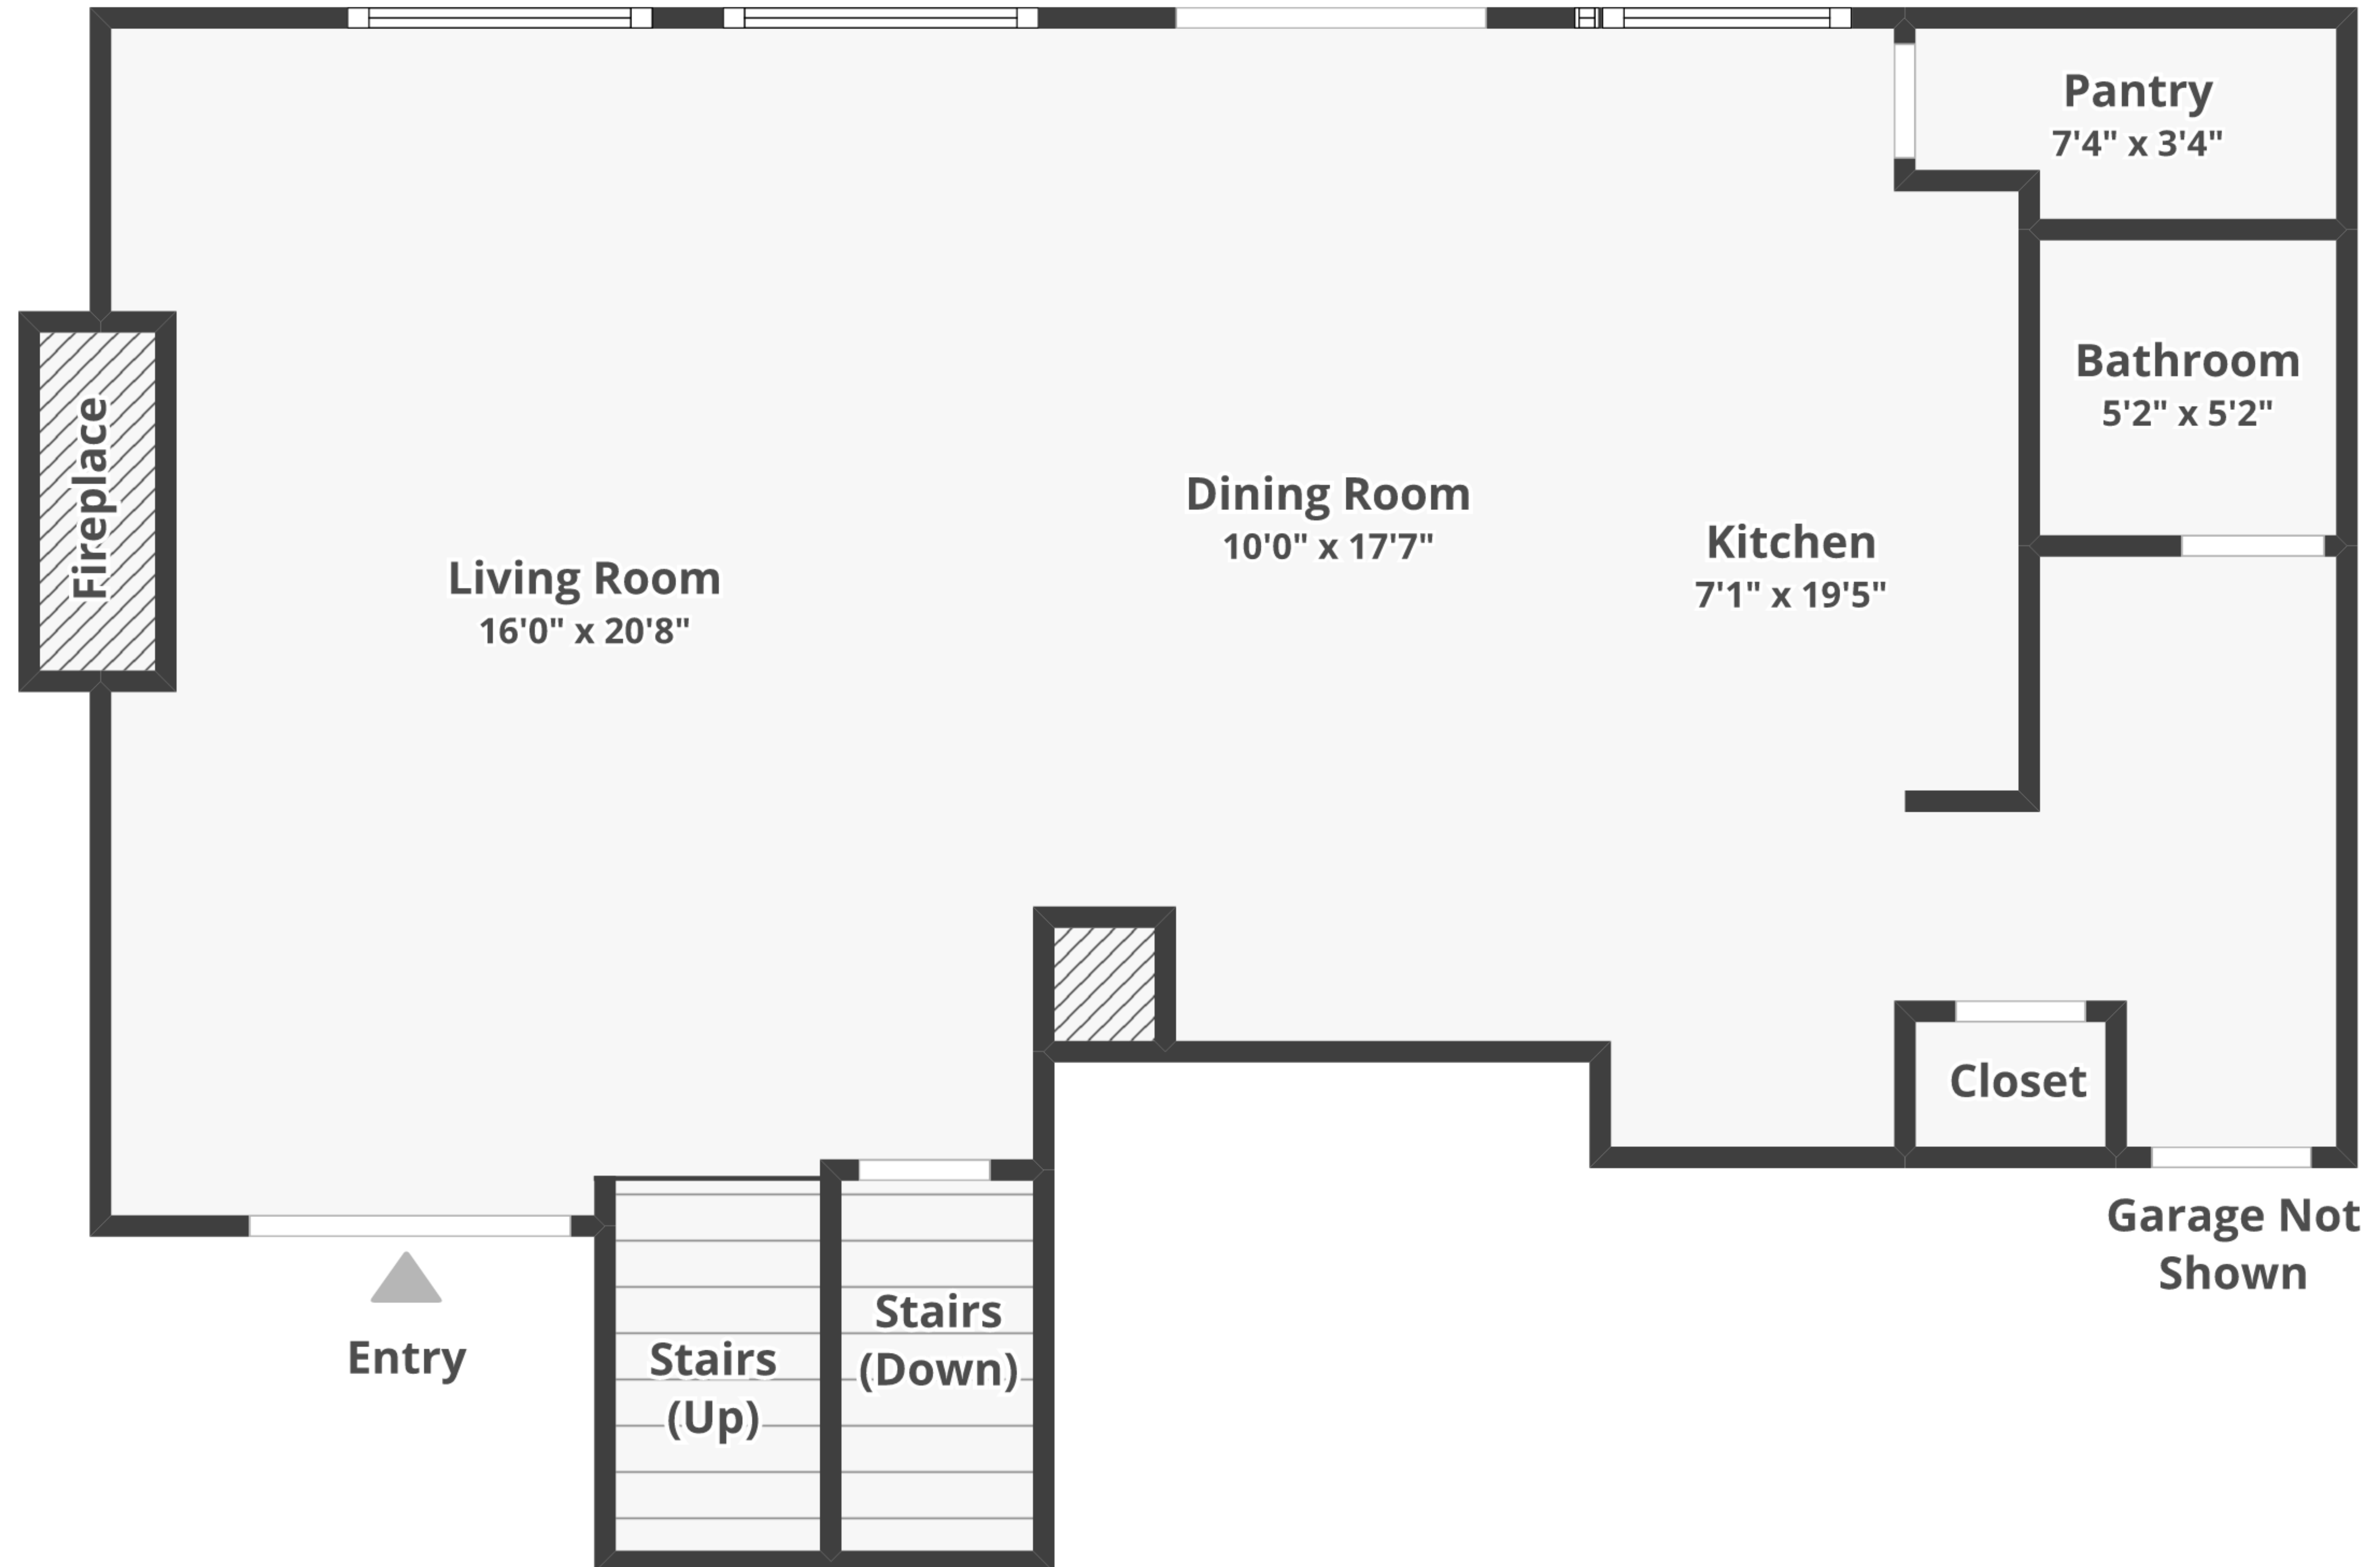 Pantry
7'4" x 3'4"
Bathroom
5'2" x 5'2"
Fireplace
Living Room
16'0" x 20'8"
Dining Room
10'0" x 17'7"
Kitchen
7'1" x 19'5"
Closet
Garage Not
Shown
Entry
Stairs
(Up)
Stairs
(Down)